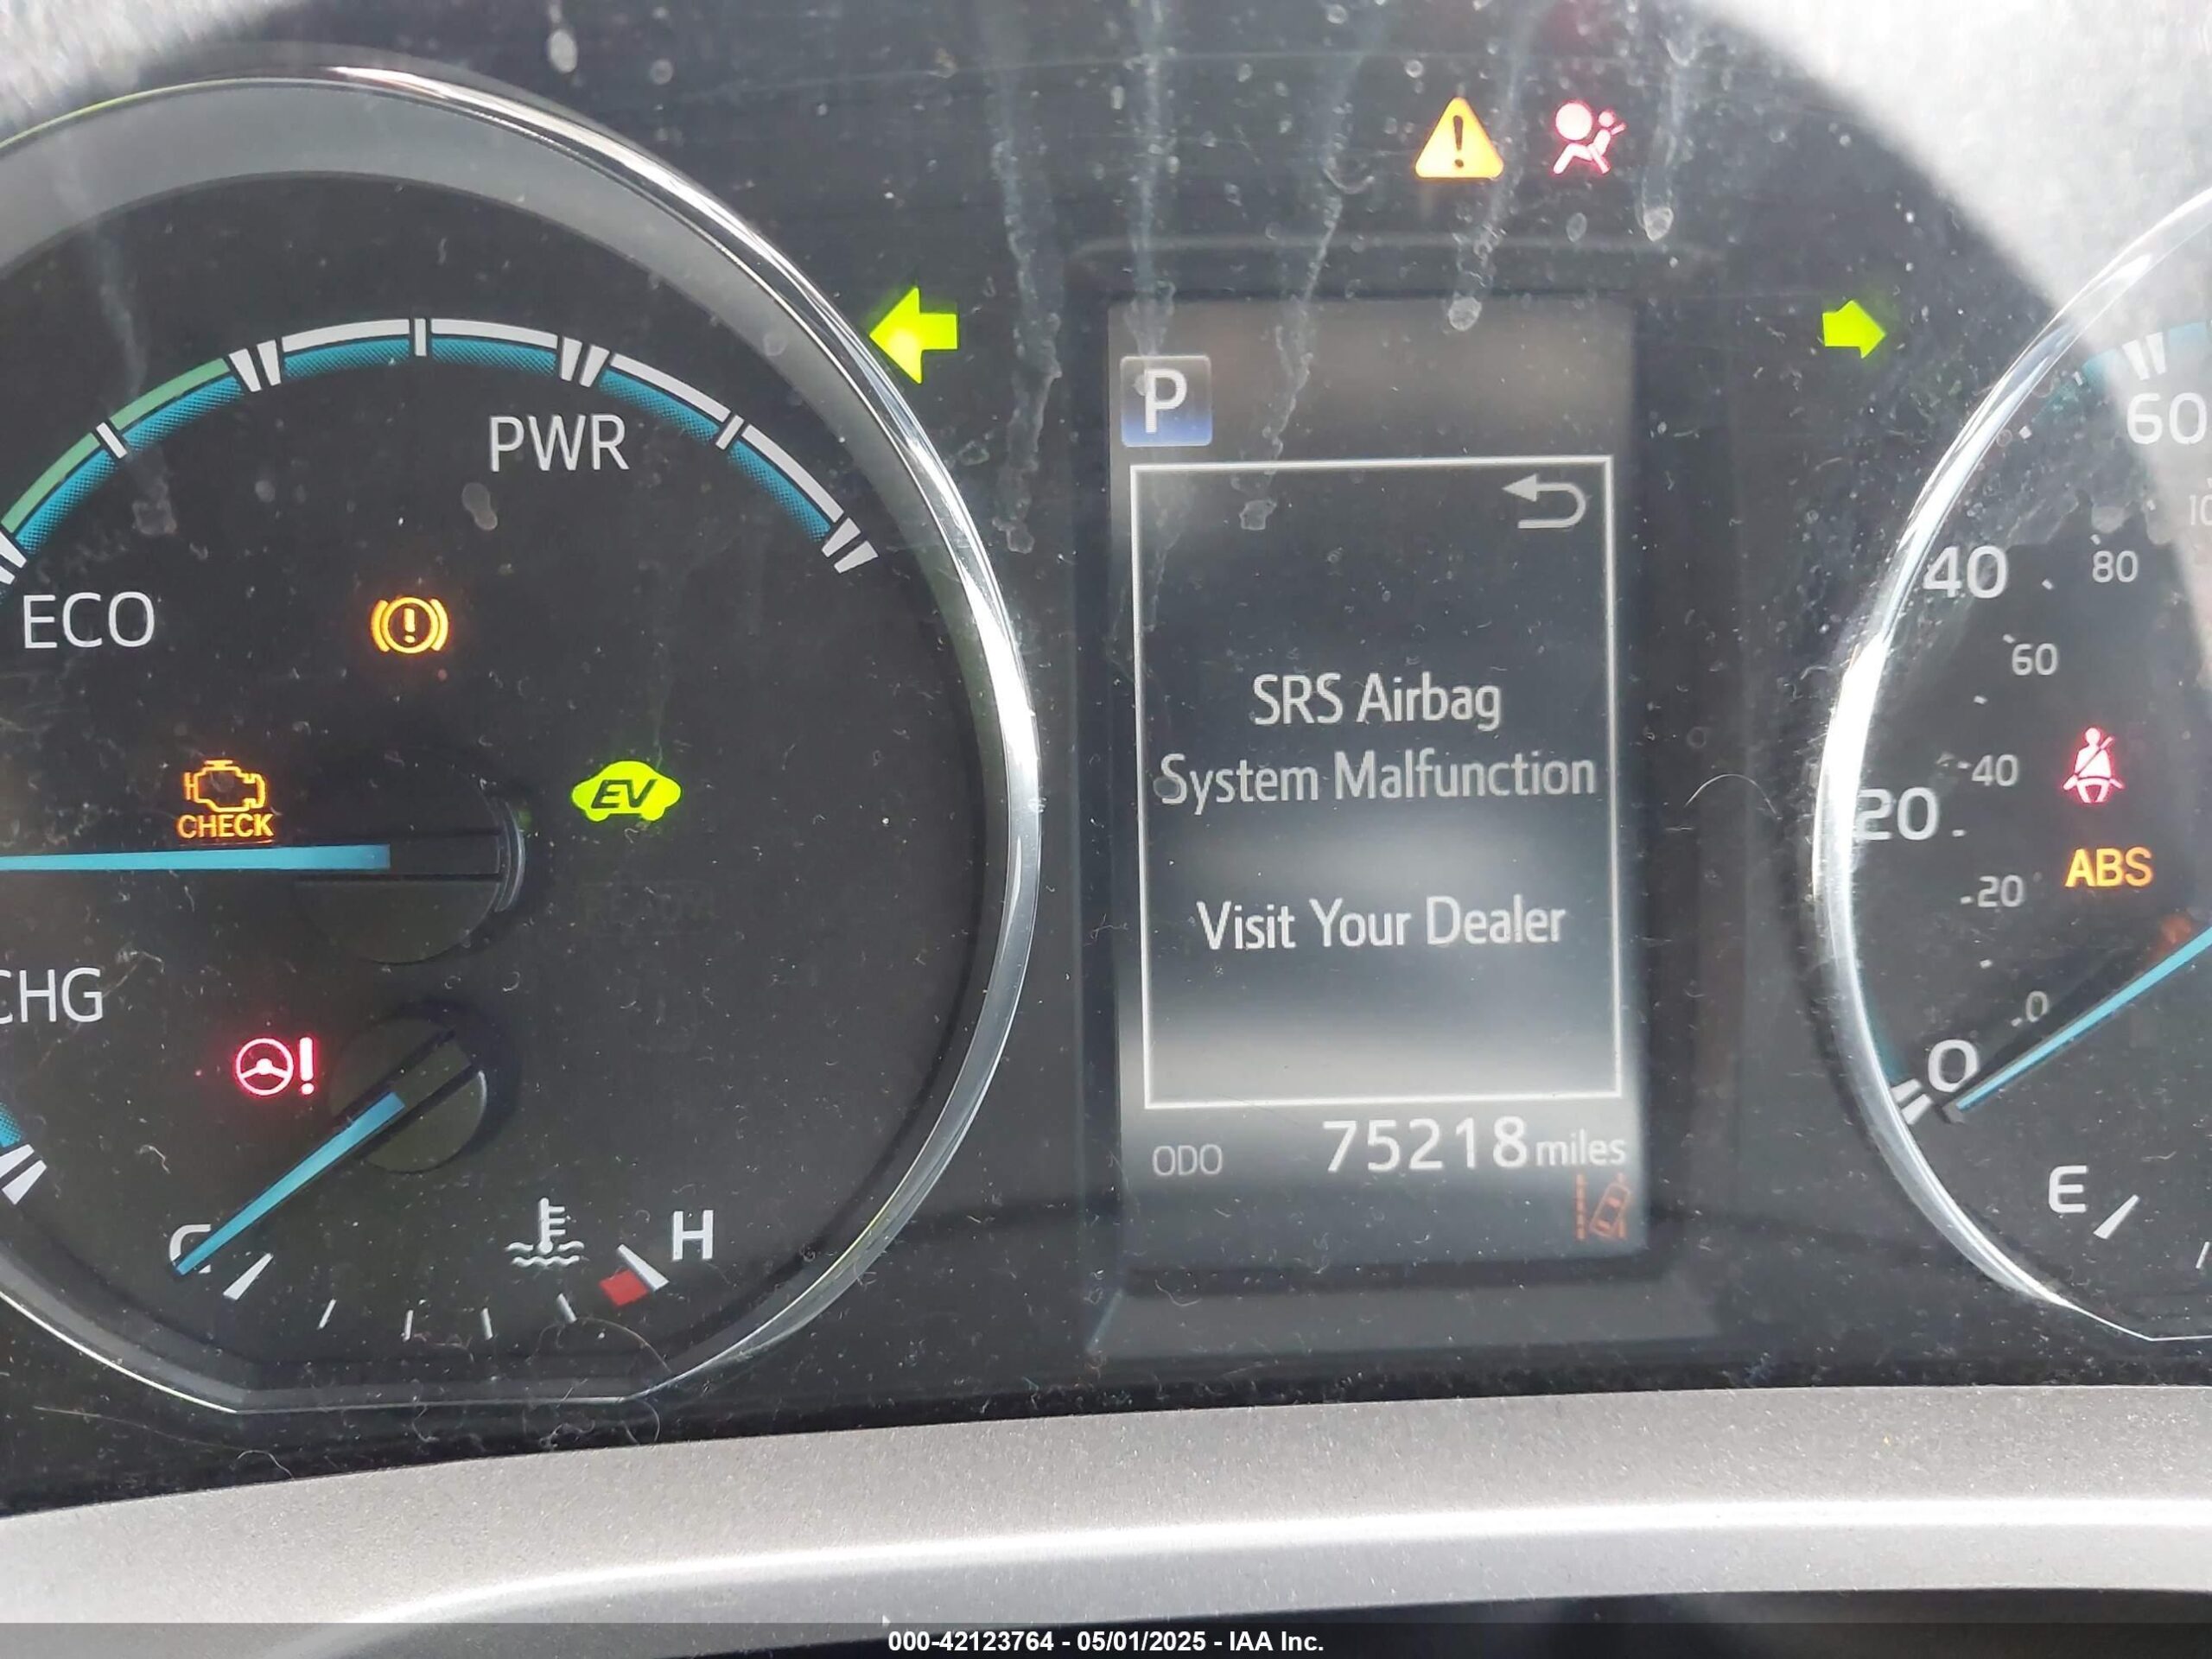 PWR
ECO
CHECK
EV
CHG
C
H
P
SRS Airbag
System Malfunction
Visit Your Dealer
ODO 75218 miles
60
40
80
60
20
40
ABS
20
0
0
E
000-42123764 - 05/01/2025 - IAA Inc.